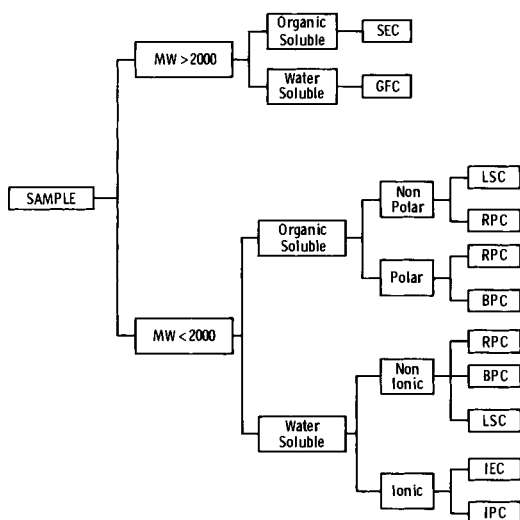 Organic
Soluble
SEC
MW > 2000
Water
Soluble
GFC
SAMPLE
LSC
Non
Polar
RPC
Organic
Soluble
RPC
Polar
BPC
MW < 2000
RPC
Non
Ionic
BPC
LSC
Water
Soluble
IEC
Ionic
IPC